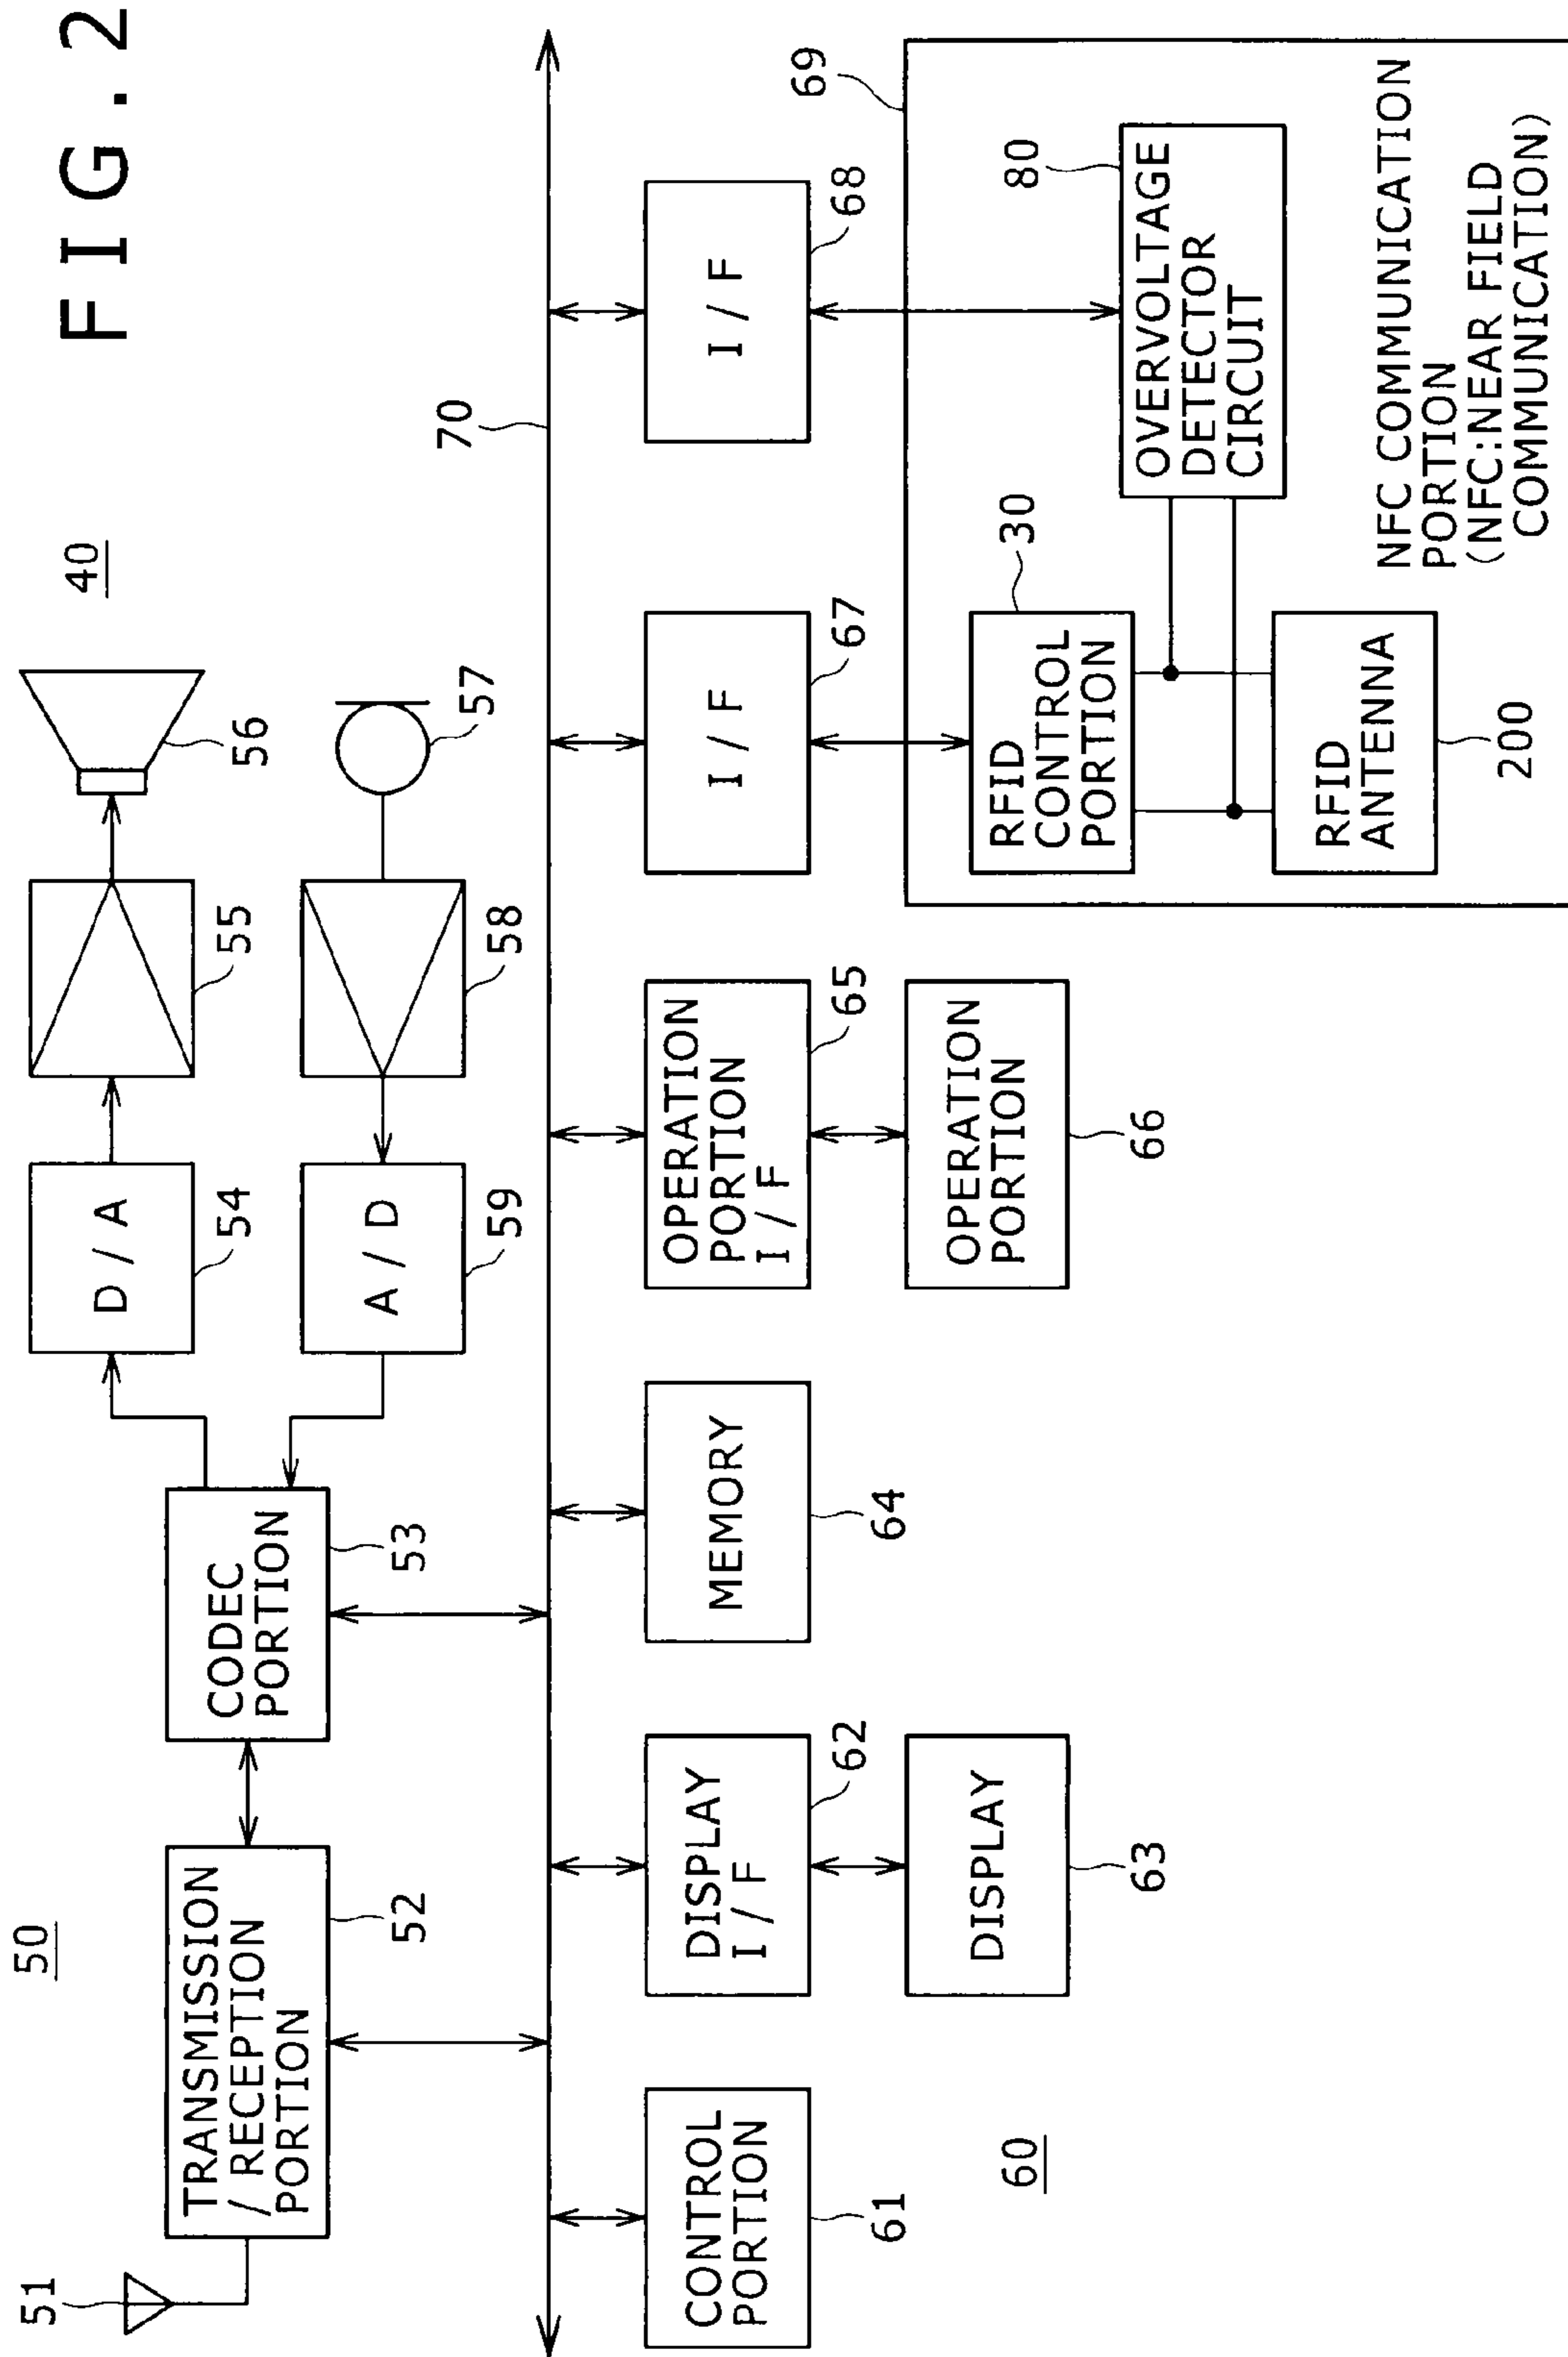 FIG.2
40
50
51
TRANSMISSION
/RECEPTION
PORTION
52
CODEC
PORTION
53
D/A
54
55
56
57
58
A/D
59
70
CONTROL
PORTION
61
60
DISPLAY
I/F
62
DISPLAY
63
MEMORY
64
OPERATION
PORTION
I/F
65
OPERATION
PORTION
66
I/F
67
I/F
68
69
RFID
CONTROL
PORTION
30
RFID
ANTENNA
200
OVERVOLTAGE
DETECTOR
CIRCUIT
80
NFC COMMUNICATION
PORTION
(NFC:NEAR FIELD
COMMUNICATION)